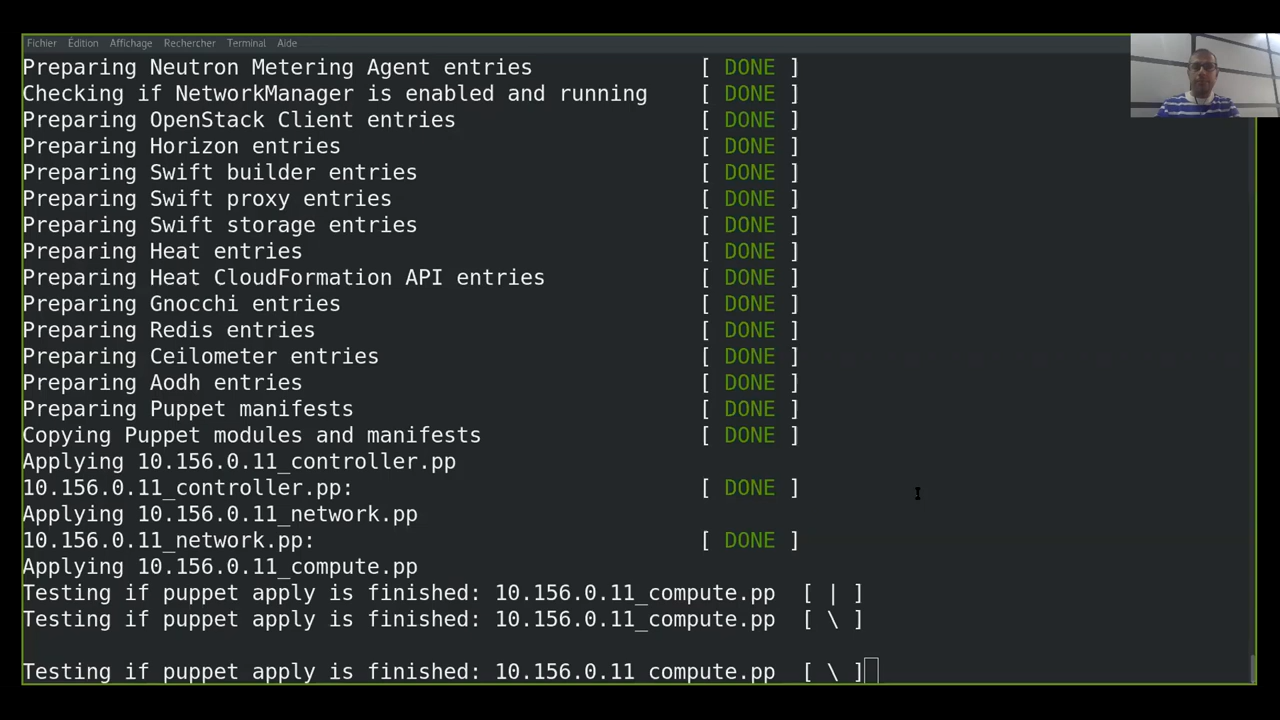 Fichier Édition Affichage Rechercher Terminal Aide
Preparing Neutron Metering Agent entries [ DONE ]
Checking if NetworkManager is enabled and running [ DONE ]
Preparing OpenStack Client entries [ DONE ]
Preparing Horizon entries [ DONE ]
Preparing Swift builder entries [ DONE ]
Preparing Swift proxy entries [ DONE ]
Preparing Swift storage entries [ DONE ]
Preparing Heat entries [ DONE ]
Preparing Heat CloudFormation API entries [ DONE ]
Preparing Gnocchi entries [ DONE ]
Preparing Redis entries [ DONE ]
Preparing Ceilometer entries [ DONE ]
Preparing Aodh entries [ DONE ]
Preparing Puppet manifests [ DONE ]
Copying Puppet modules and manifests [ DONE ]
Applying 10.156.0.11_controller.pp
10.156.0.11_controller.pp: [ DONE ]
Applying 10.156.0.11_network.pp
10.156.0.11_network.pp: [ DONE ]
Applying 10.156.0.11_compute.pp
Testing if puppet apply is finished: 10.156.0.11_compute.pp [ | ]
Testing if puppet apply is finished: 10.156.0.11_compute.pp [ \ ]
Testing if puppet apply is finished: 10.156.0.11 compute.pp [ \ ]